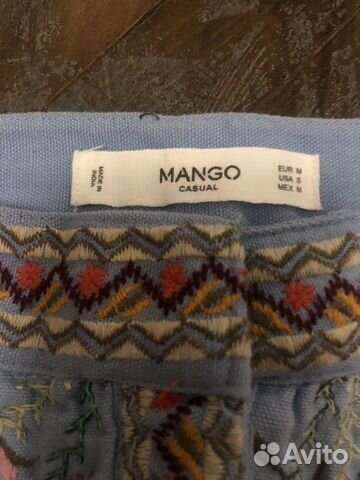 MADE IN
INDIA
MANGO
CASUAL
EUR M
USA S
MEX M
Avito